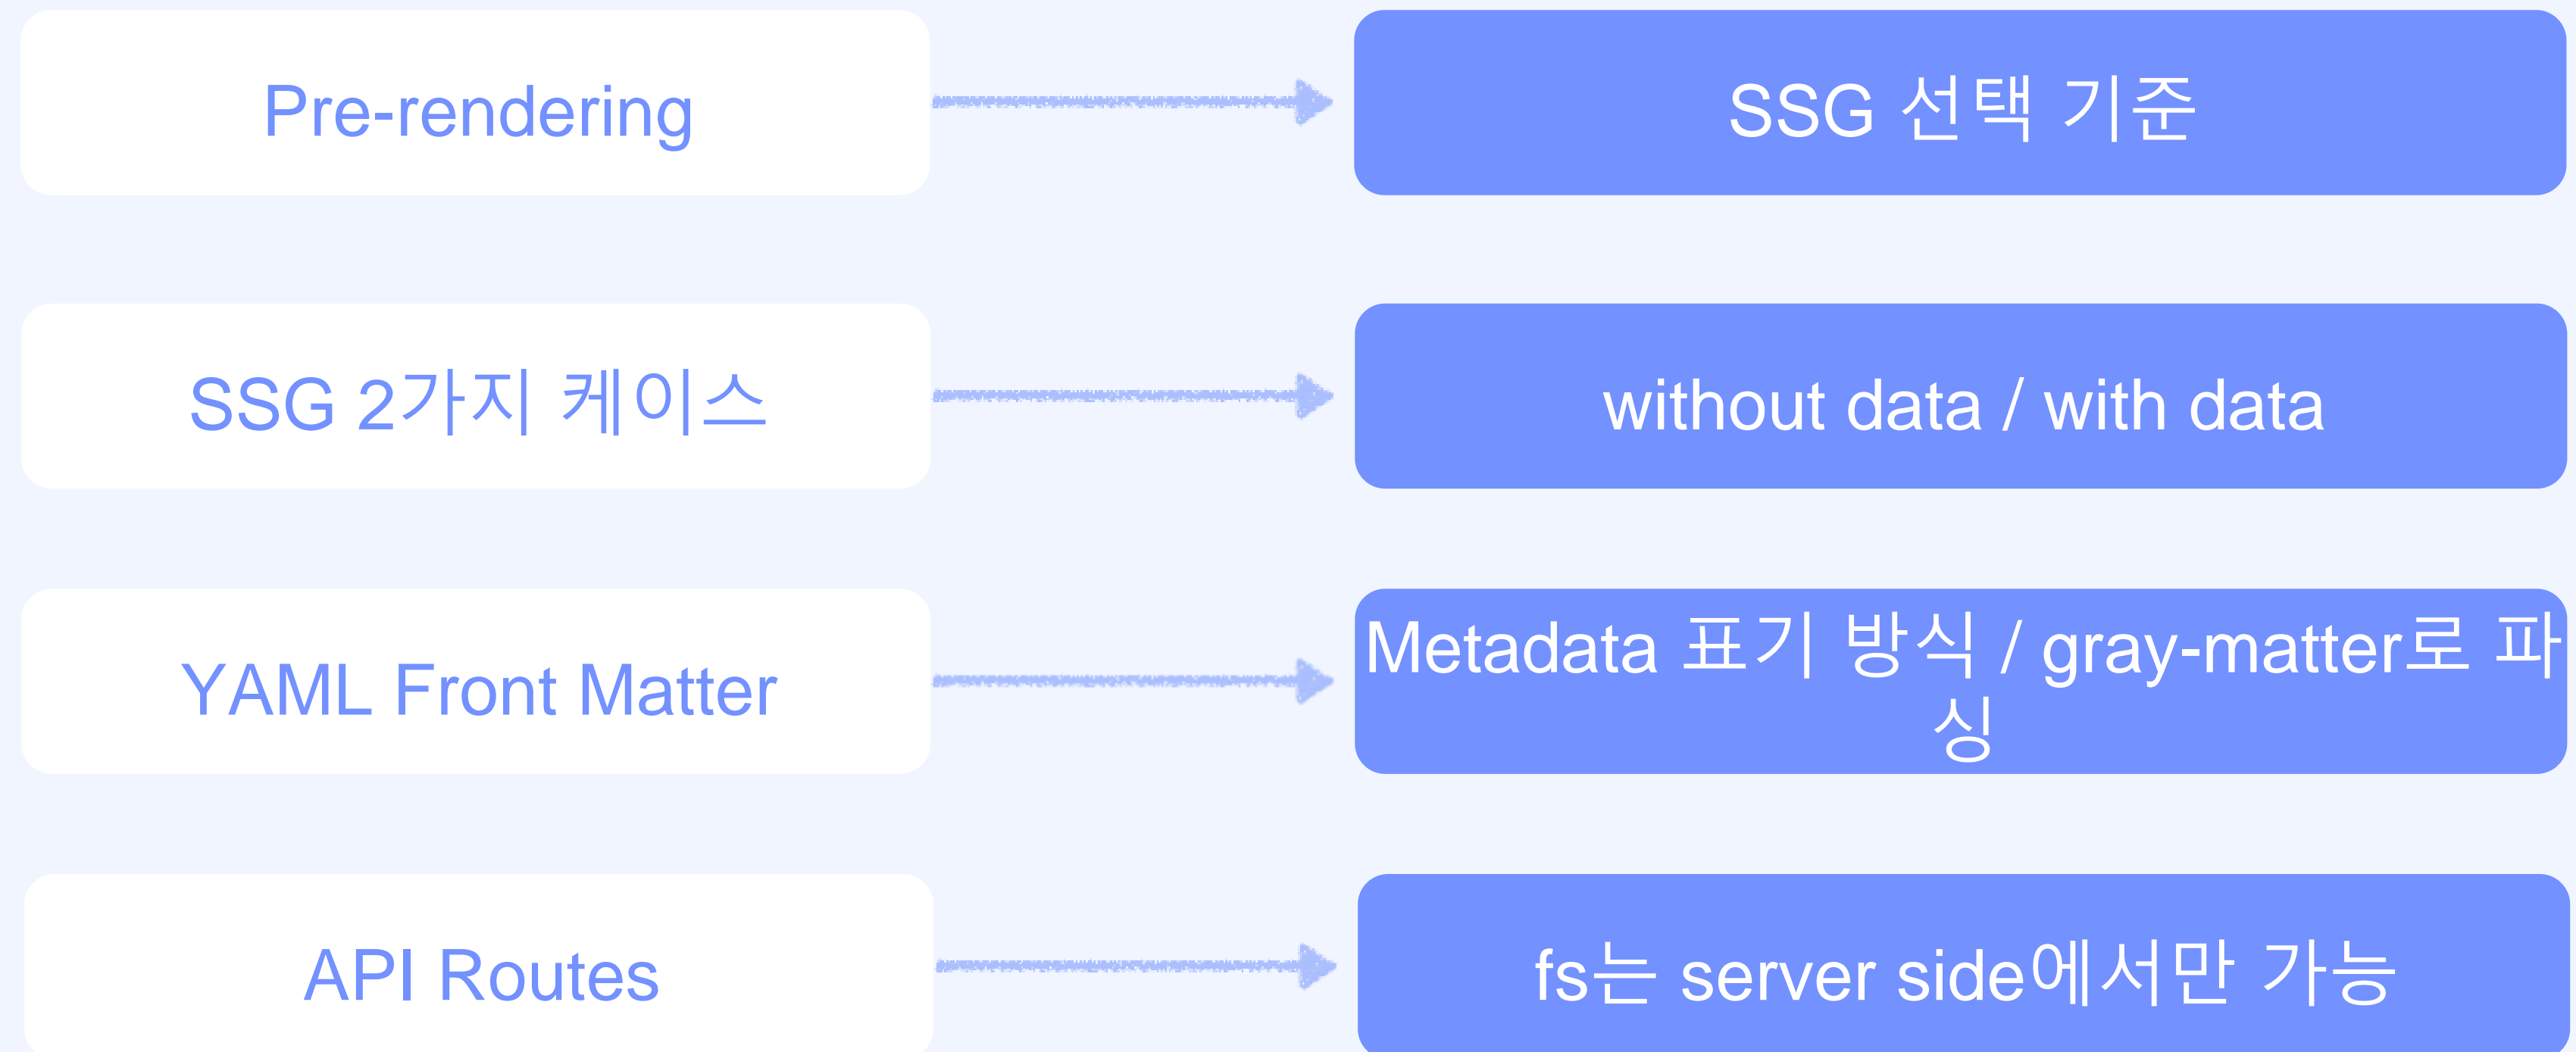 Pre-rendering
SSG 선택 기준
SSG 2가지 케이스
without data / with data
YAML Front Matter
Metadata 표기 방식 / gray-matter로 파
싱
API Routes
fs는 server side에서만 가능